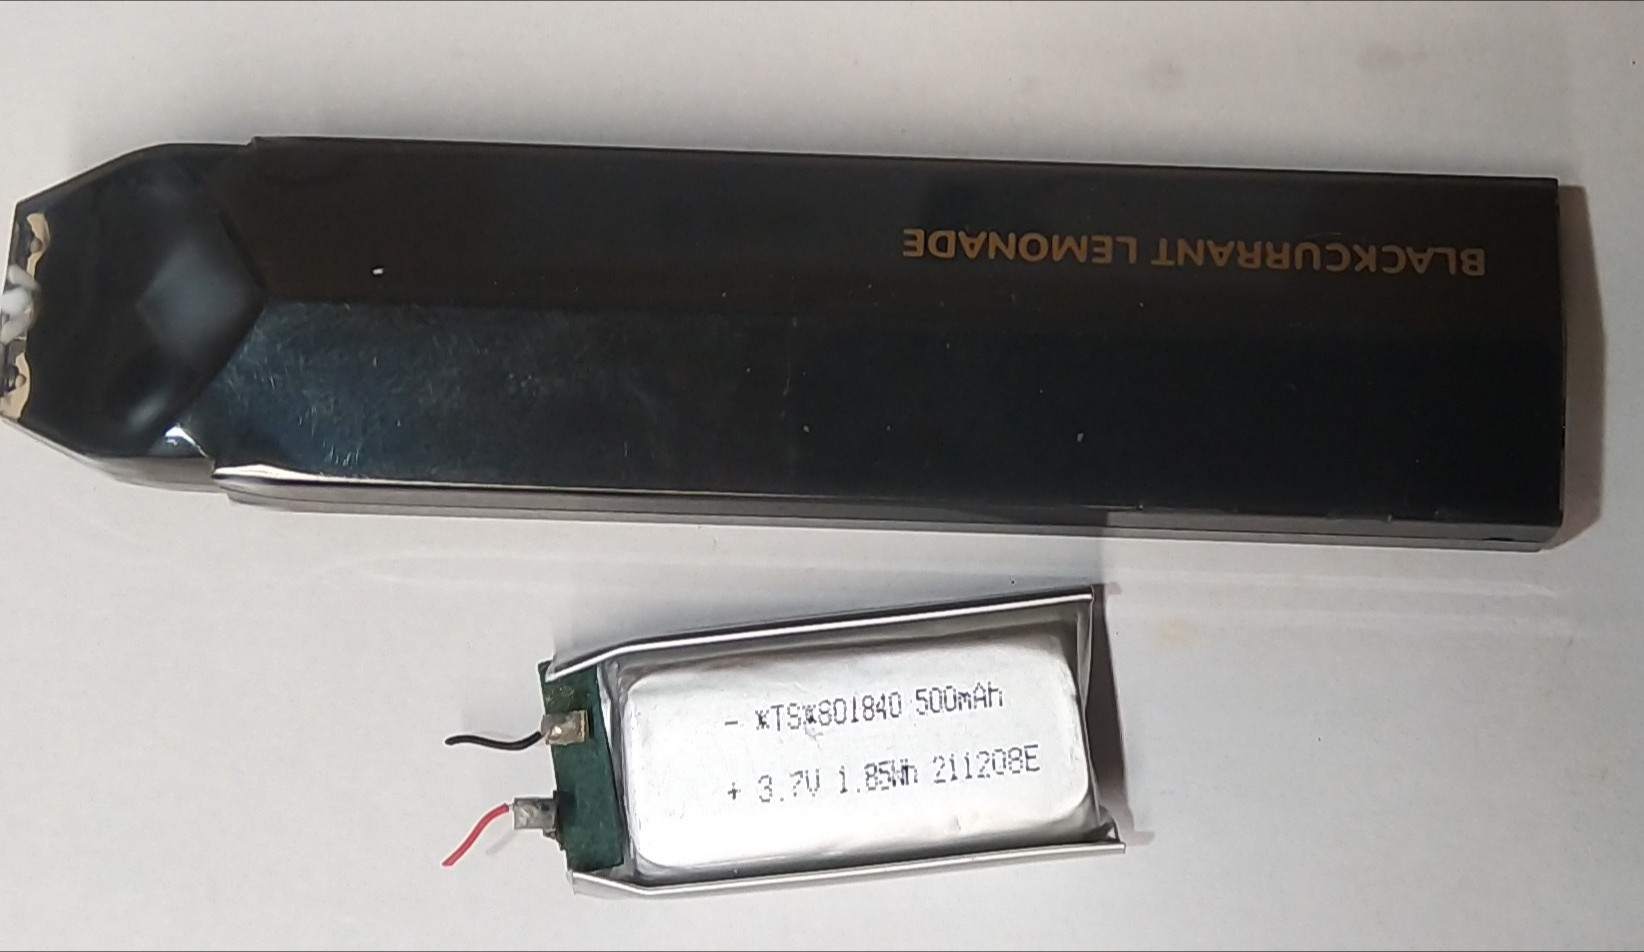 BLACKCURRANT LEMONADE
- *TS*801840 500mAh
+ 3.7V 1.85Wh 211208E